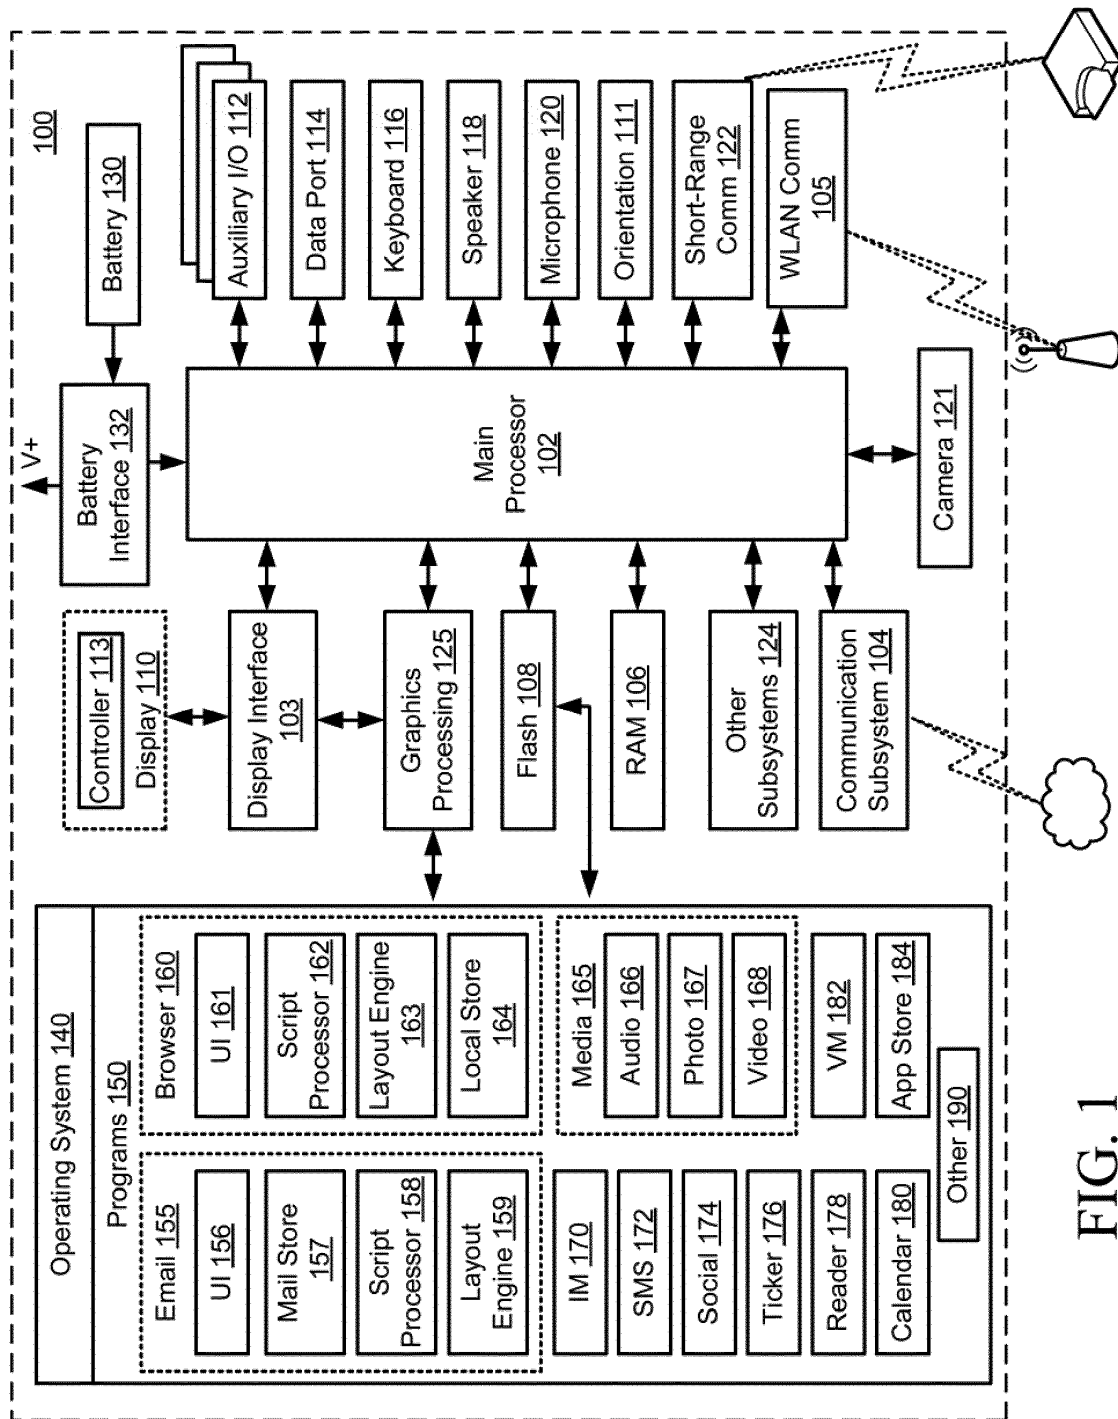 100
Operating System 140
Programs 150
Email 155
UI 156
Mail Store
157
Script
Processor 158
Layout
Engine 159
Browser 160
UI 161
Script
Processor 162
Layout Engine
163
Local Store
164
IM 170
SMS 172
Social 174
Ticker 176
Reader 178
Calendar 180
Media 165
Audio 166
Photo 167
Video 168
VM 182
App Store 184
Other 190
Controller 113
Display 110
Display Interface
103
Graphics
Processing 125
Flash 108
RAM 106
Other
Subsystems 124
Communication
Subsystem 104
V+
Battery
Interface 132
Battery 130
Main
Processor
102
Camera 121
Auxiliary I/O 112
Data Port 114
Keyboard 116
Speaker 118
Microphone 120
Orientation 111
Short-Range
Comm 122
WLAN Comm
105
FIG. 1